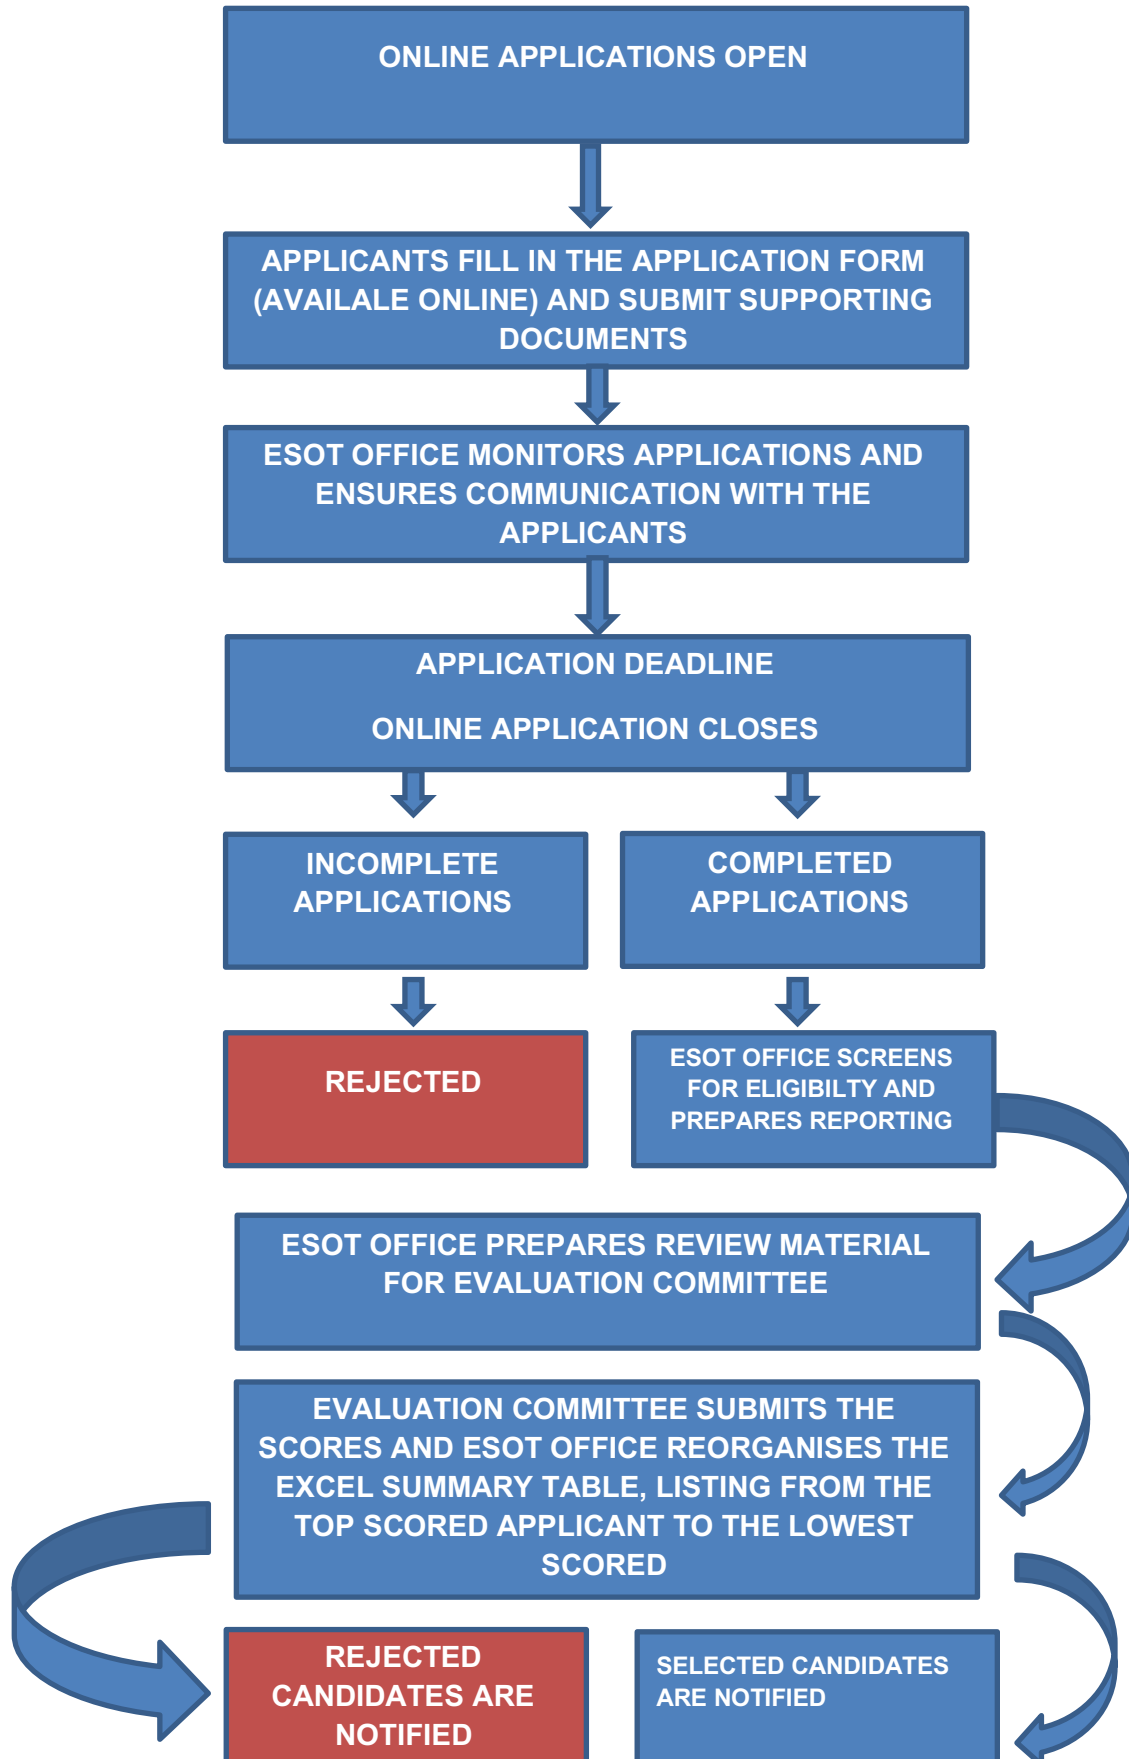 ONLINE APPLICATIONS OPEN
APPLICANTS FILL IN THE APPLICATION FORM
(AVAILALE ONLINE) AND SUBMIT SUPPORTING
DOCUMENTS
ESOT OFFICE MONITORS APPLICATIONS AND
ENSURES COMMUNICATION WITH THE
APPLICANTS
APPLICATION DEADLINE
ONLINE APPLICATION CLOSES
INCOMPLETE
APPLICATIONS
COMPLETED
APPLICATIONS
REJECTED
ESOT OFFICE SCREENS
FOR ELIGIBILTY AND
PREPARES REPORTING
ESOT OFFICE PREPARES REVIEW MATERIAL
FOR EVALUATION COMMITTEE
EVALUATION COMMITTEE SUBMITS THE
SCORES AND ESOT OFFICE REORGANISES THE
EXCEL SUMMARY TABLE, LISTING FROM THE
TOP SCORED APPLICANT TO THE LOWEST
SCORED
REJECTED
CANDIDATES ARE
NOTIFIED
SELECTED CANDIDATES
ARE NOTIFIED